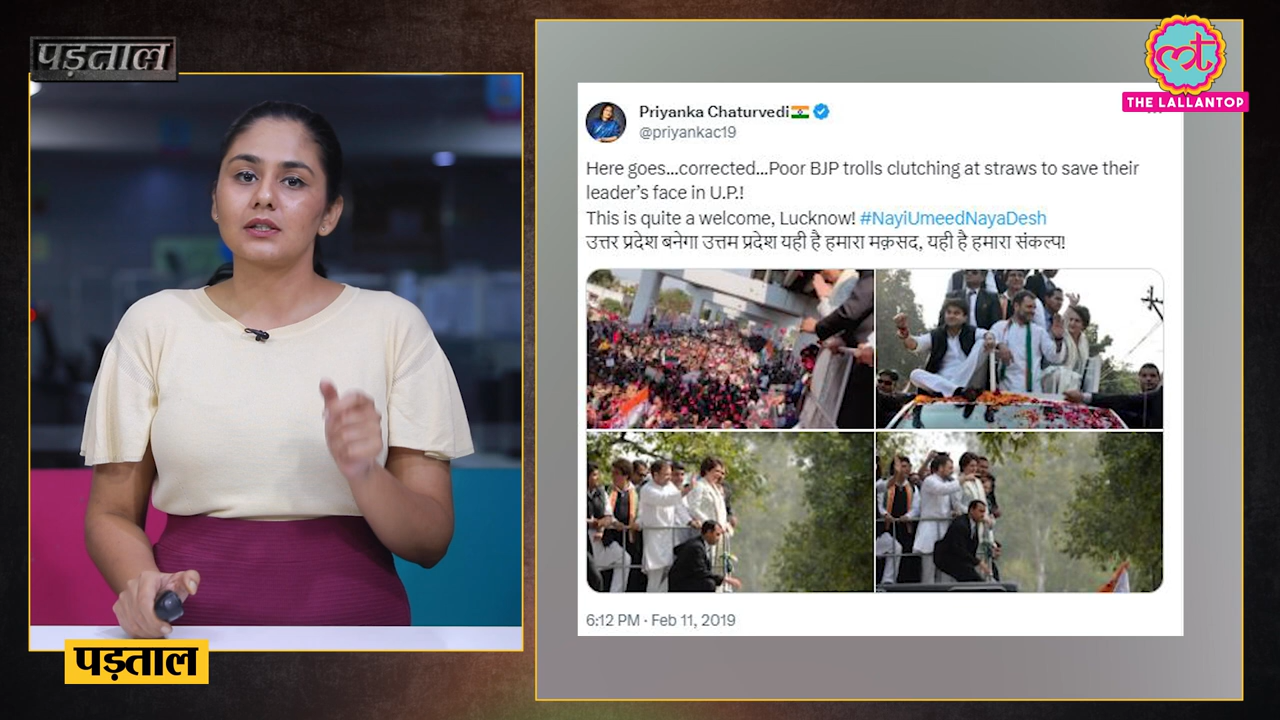 पड़ताल
लT
THE LALLANTOP
Priyanka Chaturvedi
@priyankac19
Here goes...corrected...Poor BJP trolls clutching at straws to save their
leader's face in U.P.!
This is quite a welcome, Lucknow! #NayiUmeedNayaDesh
उत्तर प्रदेश बनेगा उत्तम प्रदेश यही है हमारा मक़सद, यही है हमारा संकल्प!
6:12 PM · Feb 11, 2019
पड़ताल